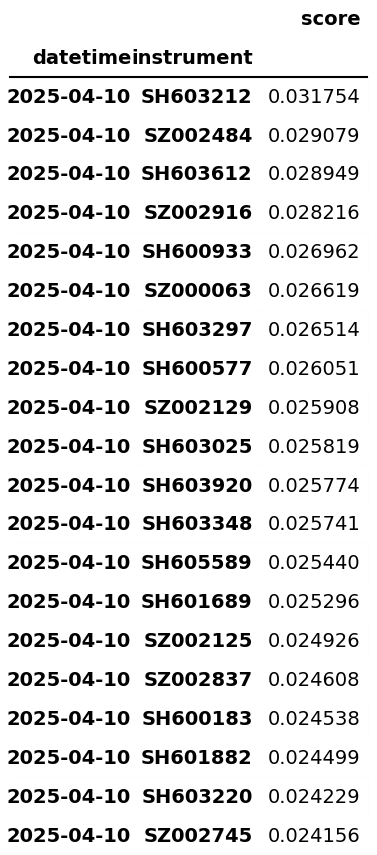 score
datetime instrument
2025-04-10 SH603212 0.031754
2025-04-10 SZ002484 0.029079
2025-04-10 SH603612 0.028949
2025-04-10 SZ002916 0.028216
2025-04-10 SH600933 0.026962
2025-04-10 SZ000063 0.026619
2025-04-10 SH603297 0.026514
2025-04-10 SH600577 0.026051
2025-04-10 SZ002129 0.025908
2025-04-10 SH603025 0.025819
2025-04-10 SH603920 0.025774
2025-04-10 SH603348 0.025741
2025-04-10 SH605589 0.025440
2025-04-10 SH601689 0.025296
2025-04-10 SZ002125 0.024926
2025-04-10 SZ002837 0.024608
2025-04-10 SH600183 0.024538
2025-04-10 SH601882 0.024499
2025-04-10 SH603220 0.024229
2025-04-10 SZ002745 0.024156